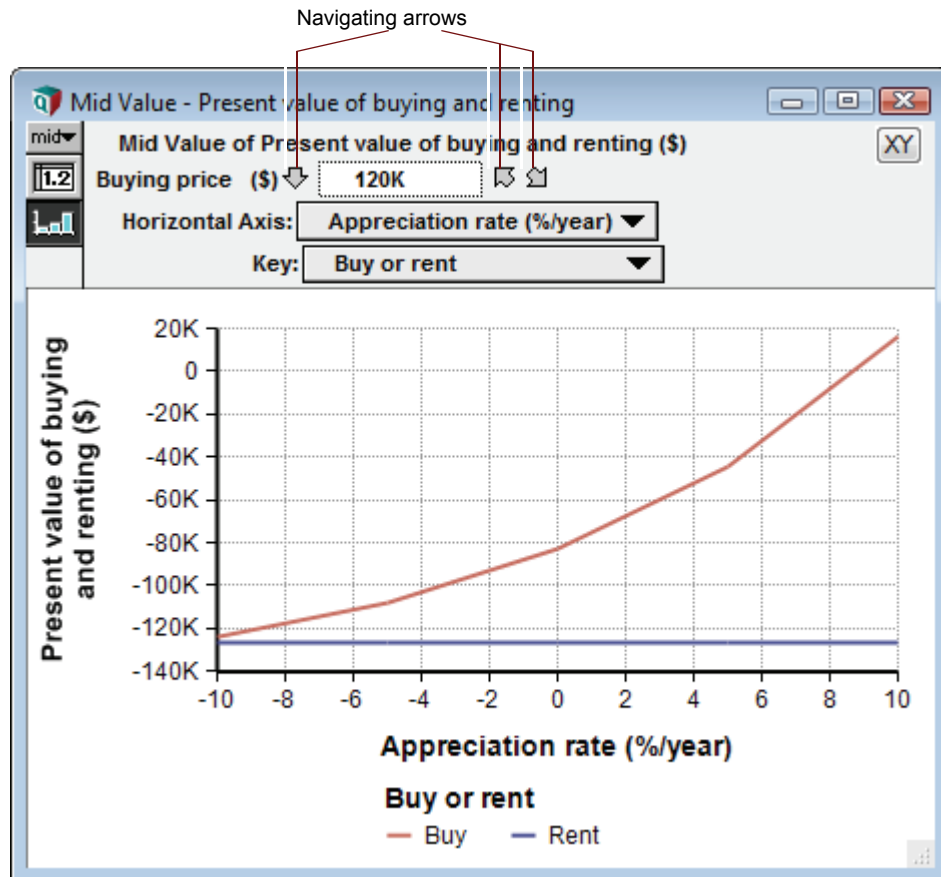 Navigating arrows
Mid Value - Present value of buying and renting
mid
Mid Value of Present value of buying and renting ($)
XY
1.2
Buying price ($) 120K
Horizontal Axis: Appreciation rate (%/year)
Key: Buy or rent
Present value of buying
and renting ($)
20K
0
-20K
-40K
-60K
-80K
-100K
-120K
-140K
-10 -8 -6 -4 -2 0 2 4 6 8 10
Appreciation rate (%/year)
Buy or rent
Buy Rent